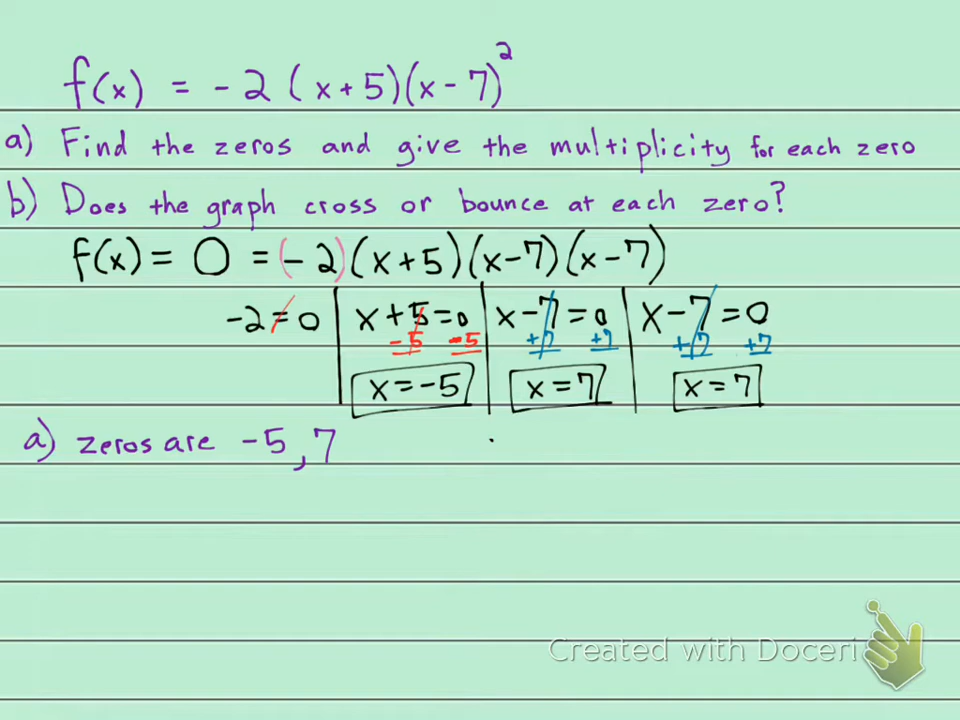 f(x) = -2 (x+5)(x-7)²
a) Find the zeros and give the multiplicity for each zero
b) Does the graph cross or bounce at each zero?
f(x) = 0 = (-2)(x+5)(x-7)(x-7)
-2≠0 x+5=0 x-7=0 x-7=0
-5 -5 +7 +7 +7 +7
x=-5 x=7 x=7
a) zeros are -5, 7
Created with Doceri